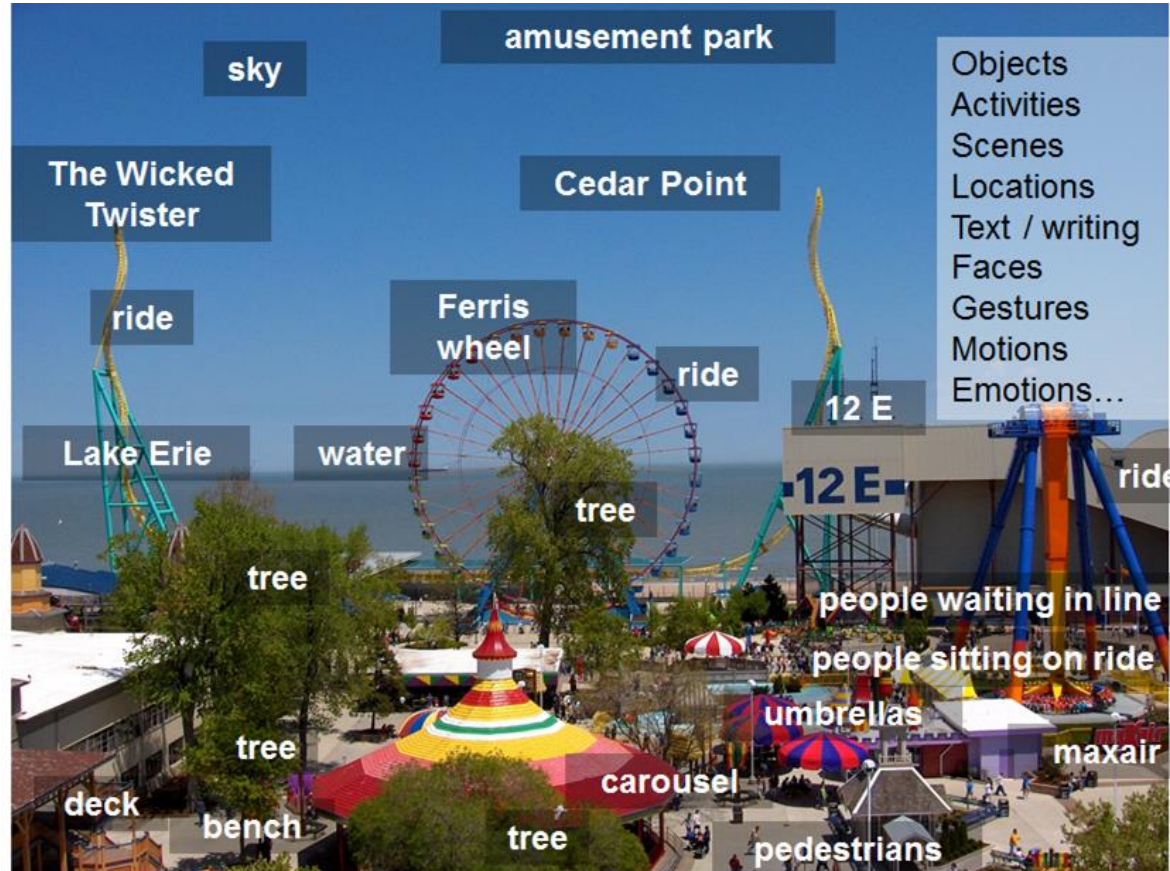 amusement park
sky
Objects
Activities
Scenes
Locations
Text / writing
Faces
Gestures
Motions
Emotions…
The Wicked
Twister
Cedar Point
ride
Ferris
wheel
ride
12 E
Lake Erie
water
12E
ride
tree
tree
people waiting in line
people sitting on ride
umbrellas
tree
maxair
carousel
deck
bench
tree
pedestrians